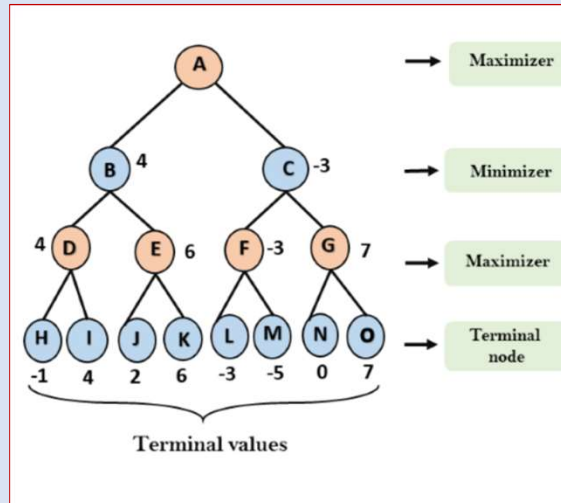 A
Maximizer
B 4 C -3
Minimizer
4 D E 6 F -3 G 7
Maximizer
H I J K L M N O
Terminal
node
-1 4 2 6 -3 -5 0 7
Terminal values